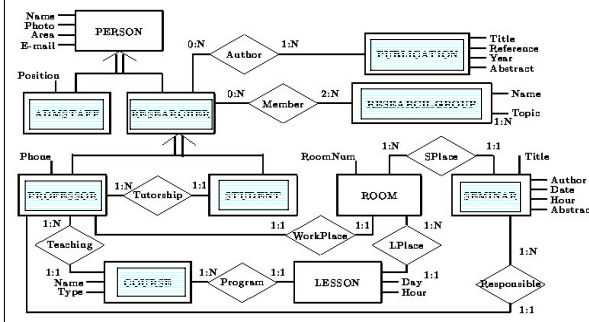 Name
Photo
Area
E-mail
PERSON
0:N
Author
1:N
PUBLICATION
Title
Reference
Year
Abstract
Position
ADMSTAFF
RESEARCHER
0:N
Member
2:N
RESEARCH.GROUP
Name
Topic
1:N
Phone
RoomNum
1:N
SPlace
1:1
Title
PROFESSOR
1:N
Tutorship
1:1
STUDENT
ROOM
SEMINAR
Author
Date
Hour
Abstrac
1:N
Teaching
1:1
WorkPlace
1:1
1:N
LPlace
1:N
1:1
Name
Type
COURSE
1:N
Program
1:1
LESSON
1:1
Day
Hour
Responsible
1:1